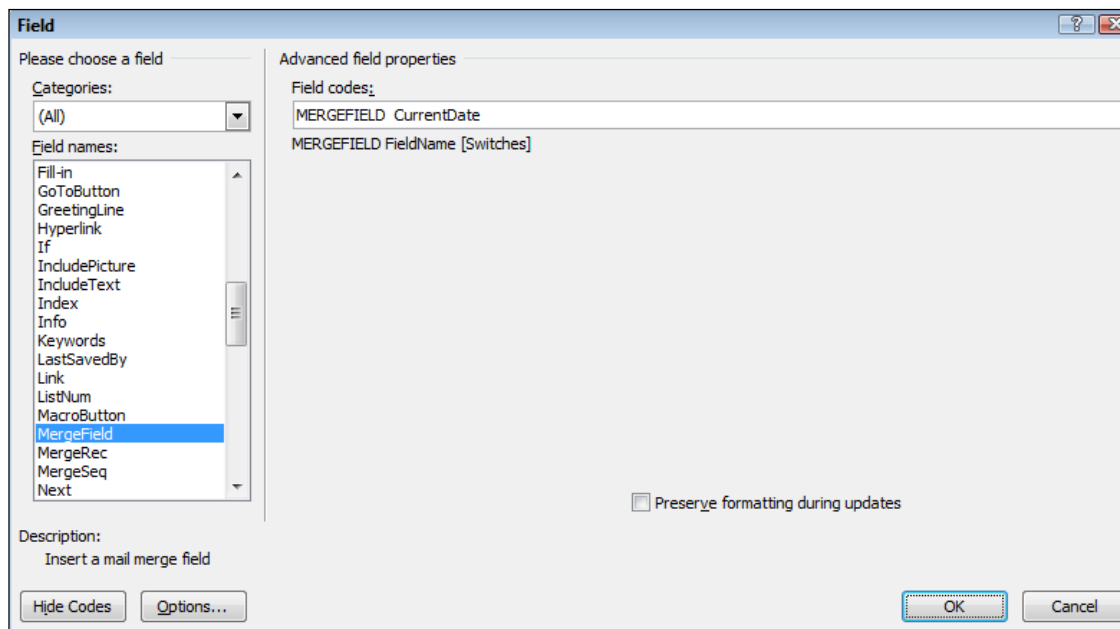 Field
Please choose a field
Categories:
(All)
Field names:
Fill-in
GoToButton
GreetingLine
Hyperlink
If
IncludePicture
IncludeText
Index
Info
Keywords
LastSavedBy
Link
ListNum
MacroButton
MergeField
MergeRec
MergeSeq
Next
Advanced field properties
Field codes:
MERGEFIELD  CurrentDate
MERGEFIELD FieldName [Switches]
Preserve formatting during updates
Description:
Insert a mail merge field
Hide Codes
Options...
OK
Cancel